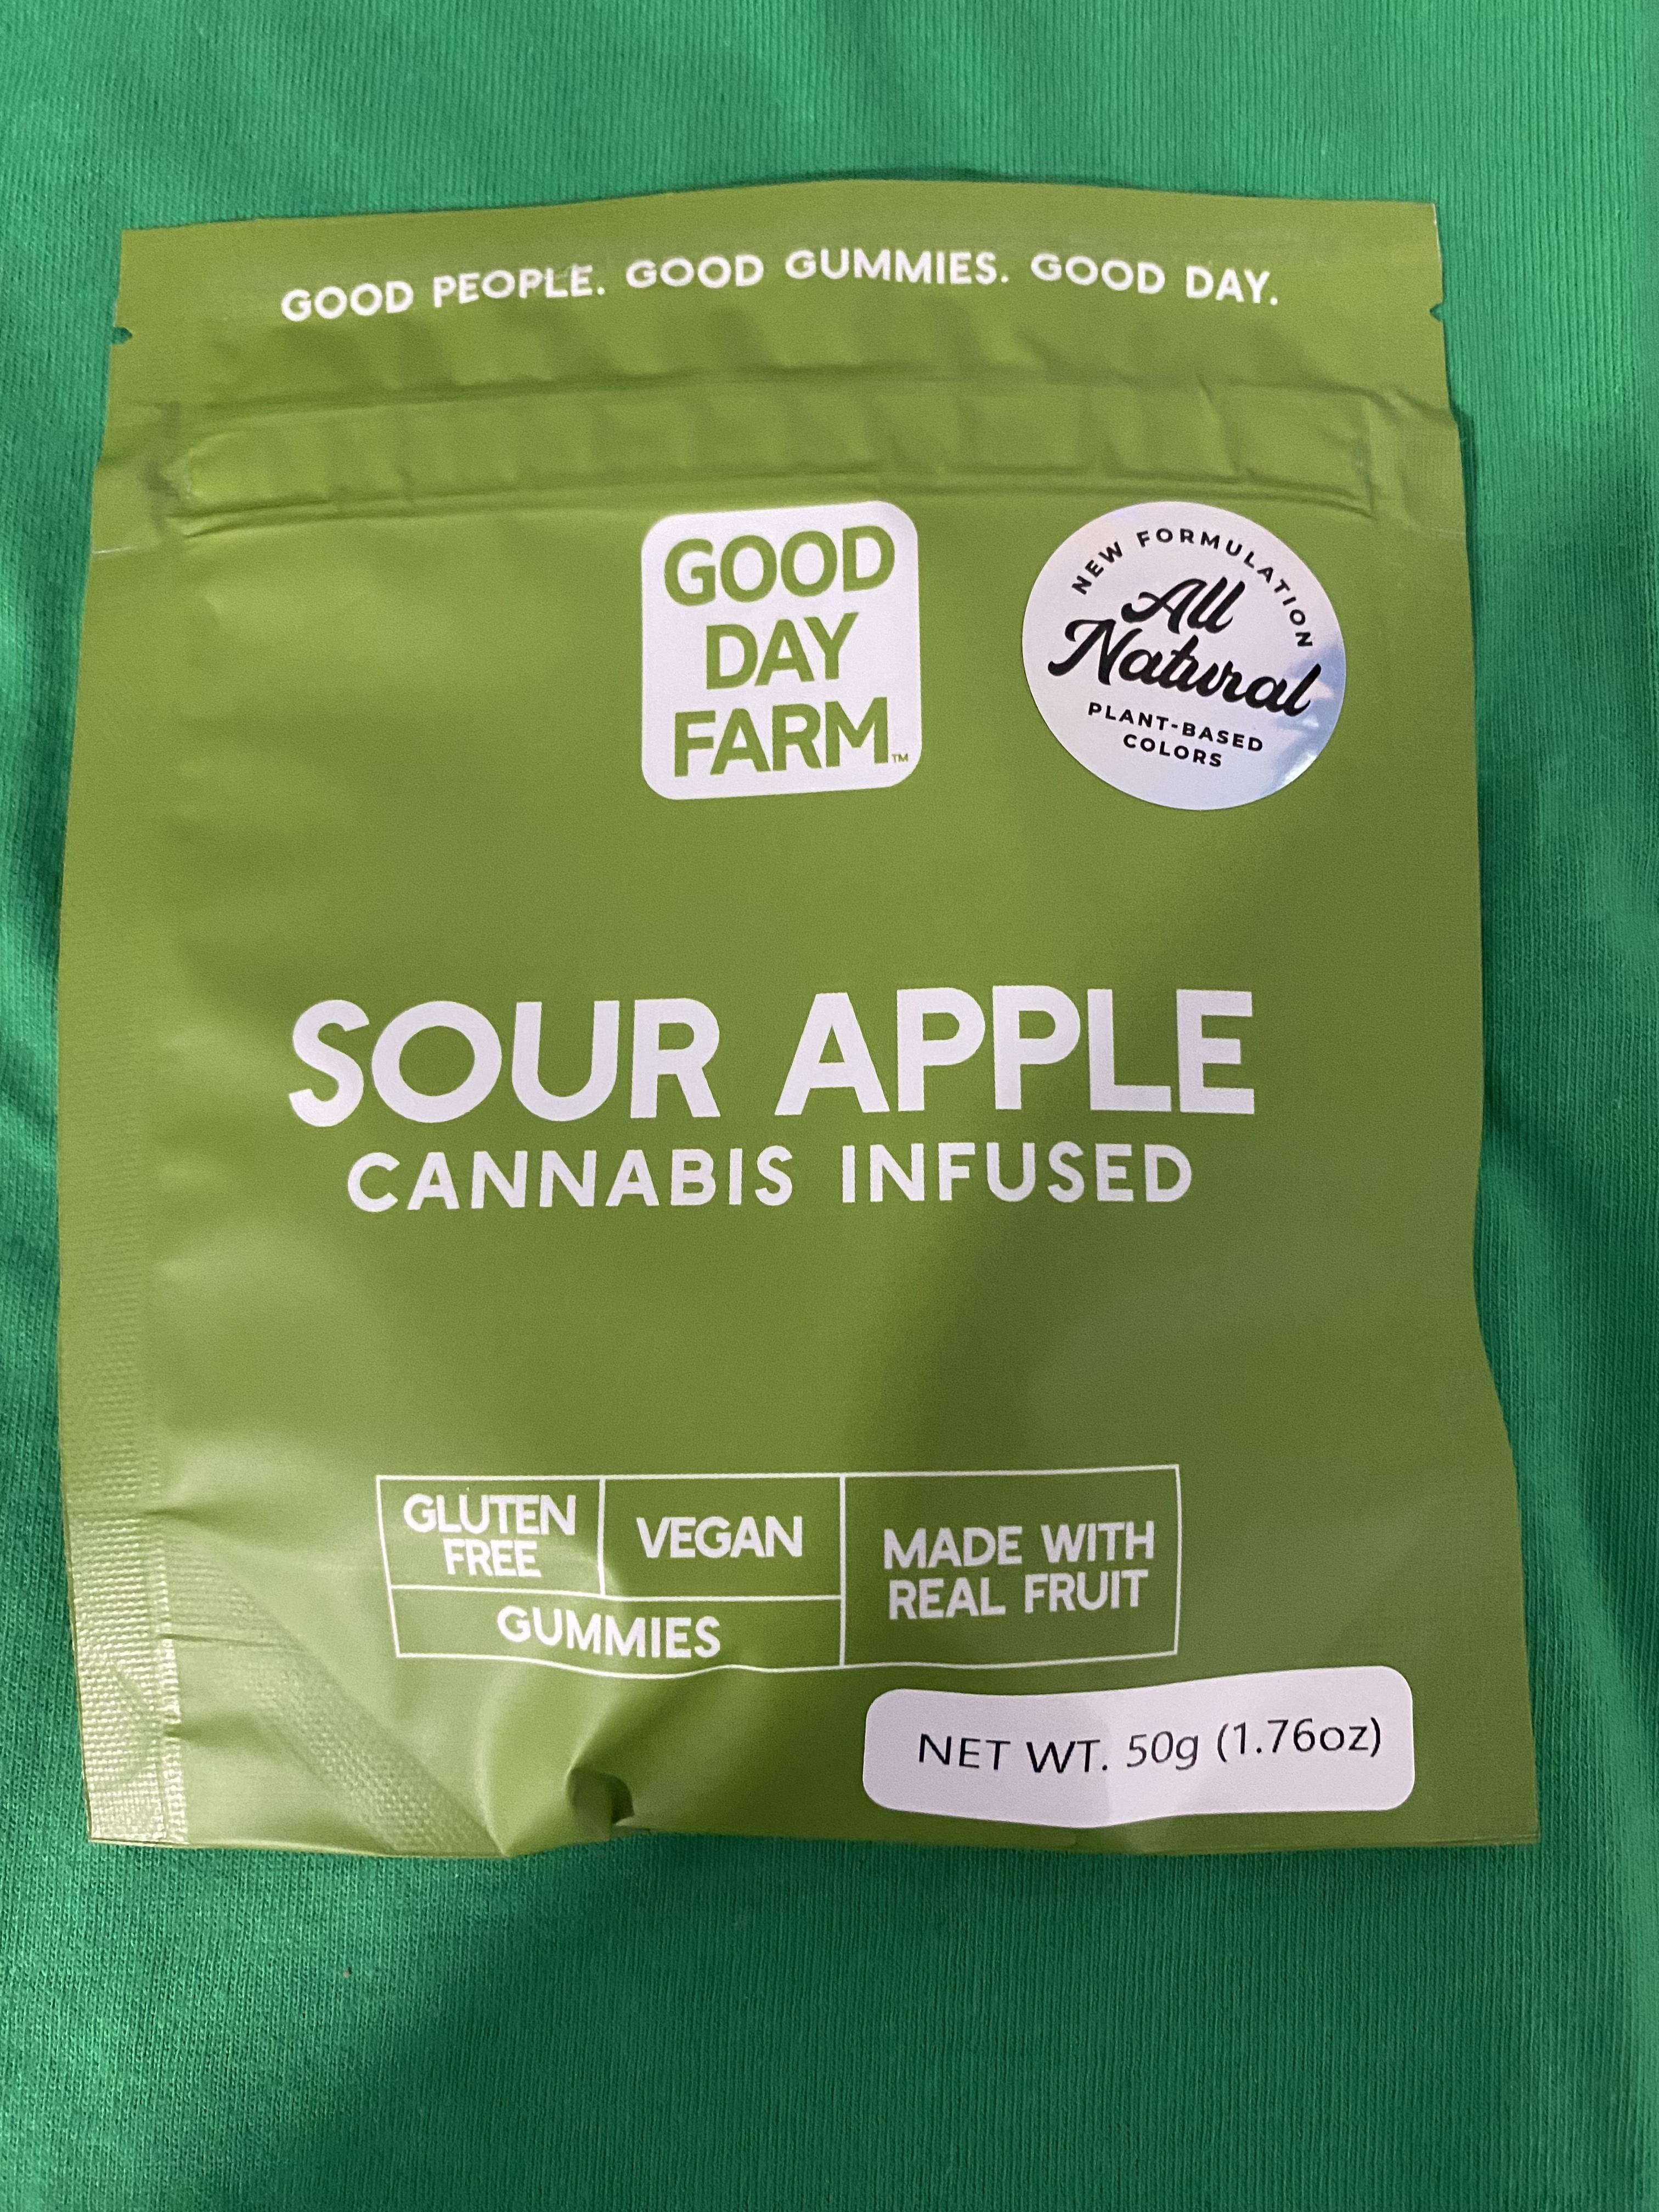 GOOD PEOPLE. GOOD GUMMIES. GOOD DAY.
GOOD
DAY
FARM™
NEW FORMULATION
All
Natural
PLANT-BASED
COLORS
SOUR APPLE
CANNABIS INFUSED
GLUTEN
FREE
VEGAN
GUMMIES
MADE WITH
REAL FRUIT
NET WT. 50g (1.76oz)